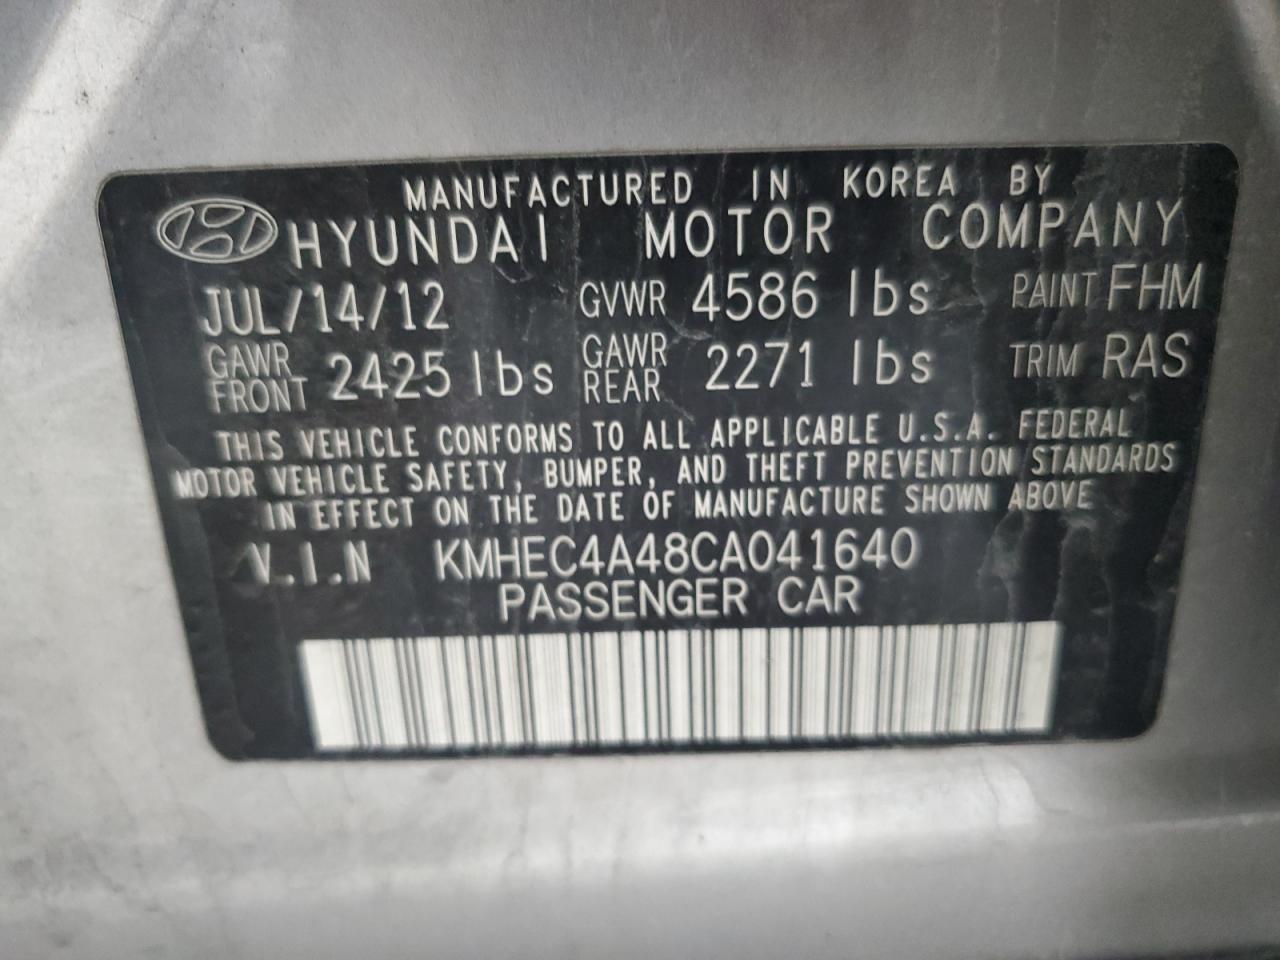 MANUFACTURED IN KOREA BY
HYUNDAI MOTOR COMPANY
JUL/14/12 GVWR 4586 lbs PAINT FHM
GAWR FRONT 2425 lbs GAWR REAR 2271 lbs TRIM RAS
THIS VEHICLE CONFORMS TO ALL APPLICABLE U.S.A. FEDERAL
MOTOR VEHICLE SAFETY, BUMPER, AND THEFT PREVENTION STANDARDS
IN EFFECT ON THE DATE OF MANUFACTURE SHOWN ABOVE
V.I.N KMHEC4A48CA041640
PASSENGER CAR